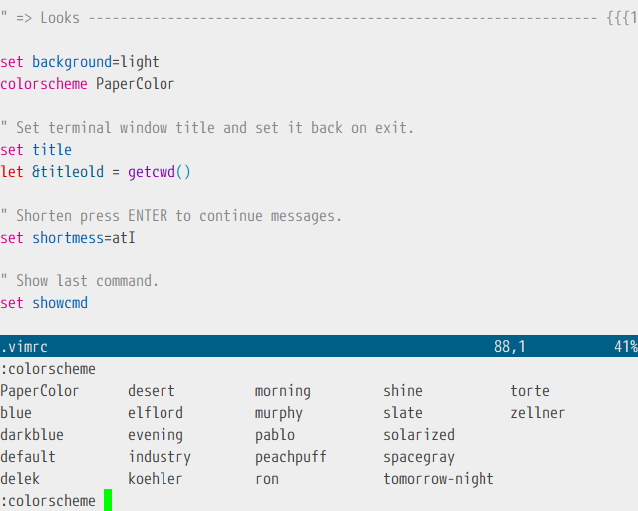 " => Looks ---------------------------------------------------------------- {{{1
set background=light
colorscheme PaperColor
" Set terminal window title and set it back on exit.
set title
let &titleold = getcwd()
" Shorten press ENTER to continue messages.
set shortmess=atI
" Show last command.
set showcmd
.vimrc 88,1 41%
:colorscheme
PaperColor desert morning shine torte
blue elflord murphy slate zellner
darkblue evening pablo solarized
default industry peachpuff spacegray
delek koehler ron tomorrow-night
:colorscheme